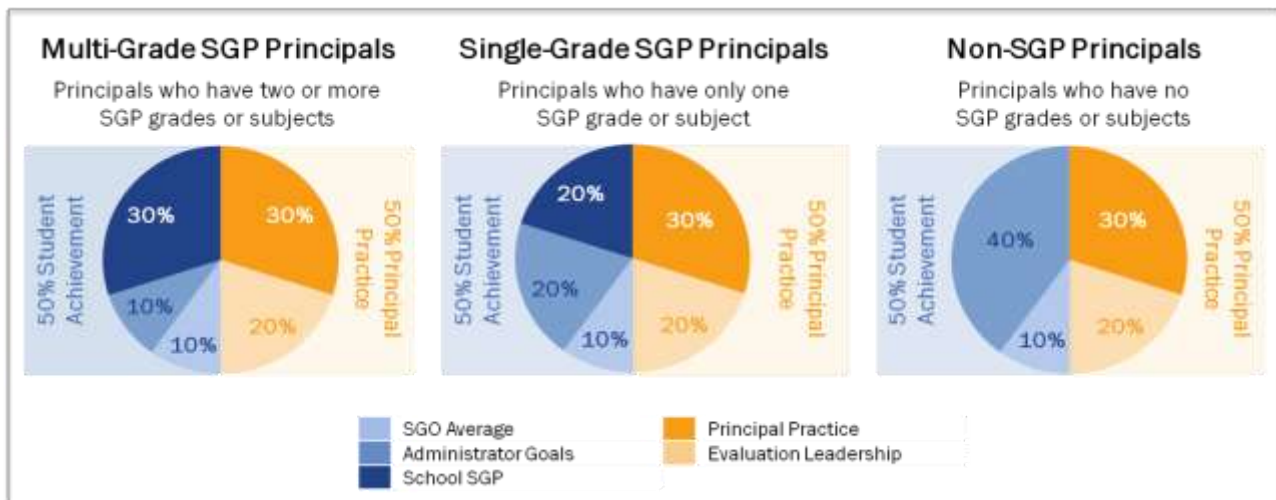 Multi-Grade SGP Principals
Principals who have two or more
SGP grades or subjects
50% Student
Achievement
30%
30%
10%
10%
20%
50% Principal
Practice
Single-Grade SGP Principals
Principals who have only one
SGP grade or subject
50% Student
Achievement
20%
30%
20%
10%
20%
50% Principal
Practice
Non-SGP Principals
Principals who have no
SGP grades or subjects
50% Student
Achievement
40%
30%
10%
20%
50% Principal
Practice
SGO Average
Administrator Goals
School SGP
Principal Practice
Evaluation Leadership